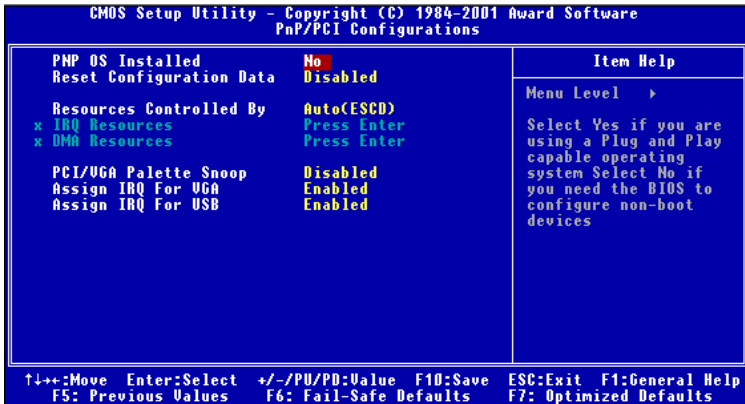 CMOS Setup Utility - Copyright (C) 1984-2001 Award Software
PnP/PCI Configurations
PNP OS Installed No
Reset Configuration Data Disabled
Resources Controlled By Auto(ESCD)
x IRQ Resources Press Enter
x DMA Resources Press Enter
PCI/VGA Palette Snoop Disabled
Assign IRQ For VGA Enabled
Assign IRQ For USB Enabled
Item Help
Menu Level ▸
Select Yes if you are
using a Plug and Play
capable operating
system Select No if
you need the BIOS to
configure non-boot
devices
↑↓→←:Move Enter:Select +/-/PU/PD:Value F10:Save ESC:Exit F1:General Help
F5: Previous Values F6: Fail-Safe Defaults F7: Optimized Defaults